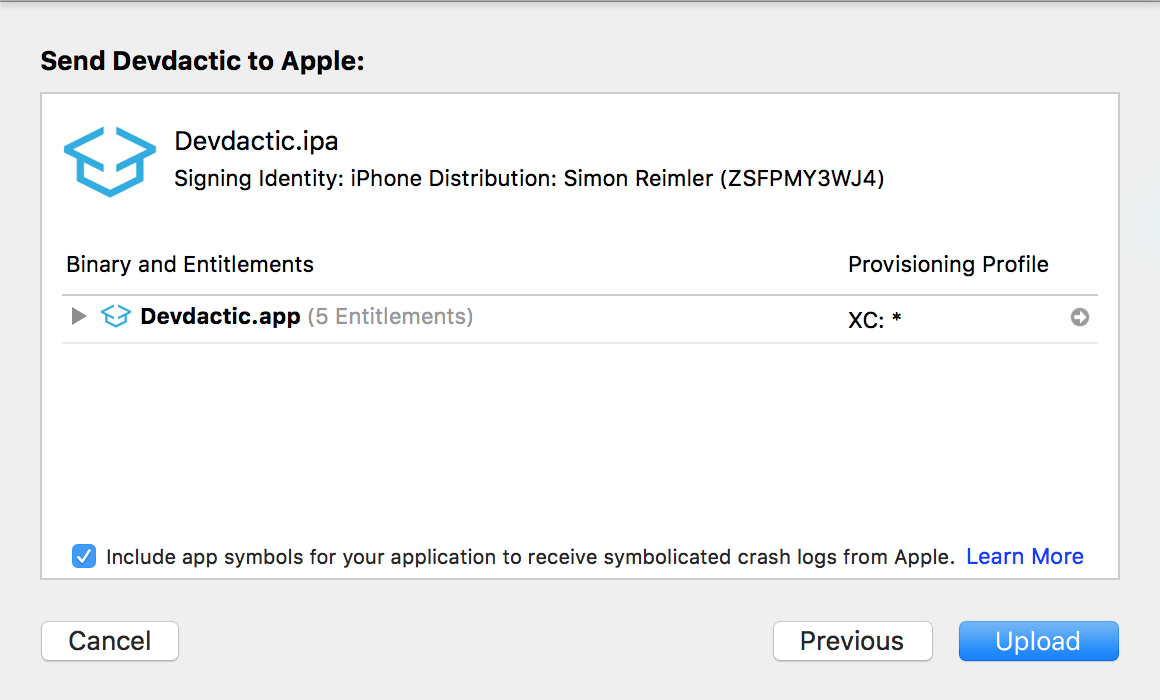 Send Devdactic to Apple:
Devdactic.ipa
Signing Identity: iPhone Distribution: Simon Reimler (ZSFPMY3WJ4)
Binary and Entitlements Provisioning Profile
Devdactic.app (5 Entitlements) XC: *
Include app symbols for your application to receive symbolicated crash logs from Apple. Learn More
Cancel Previous Upload